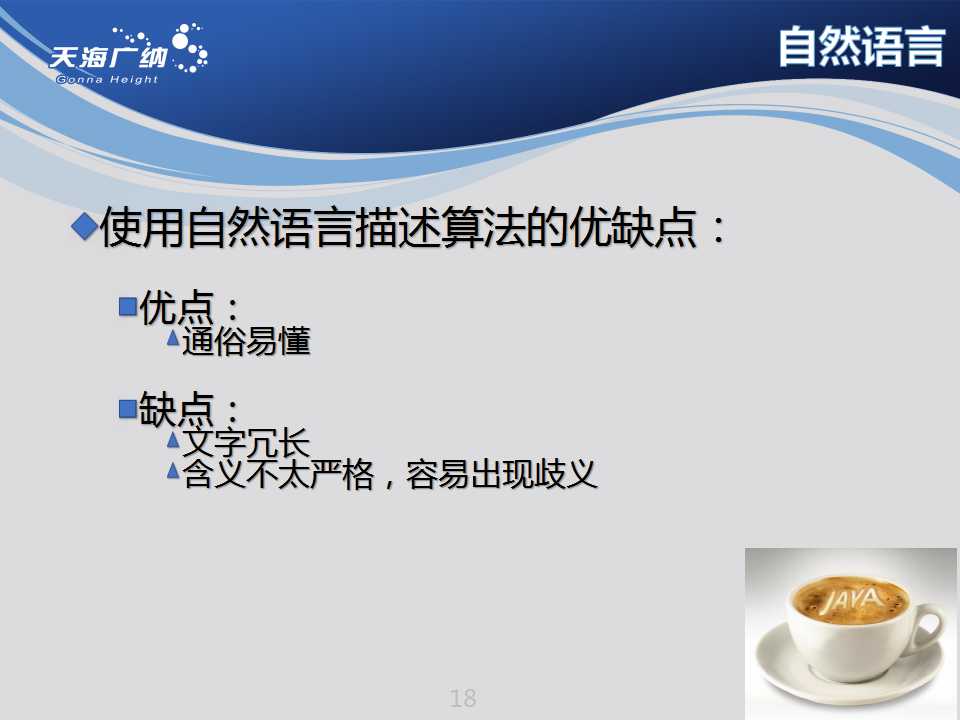 天海广纳
Gonna Height
自然语言
使用自然语言描述算法的优缺点：
优点：
通俗易懂
缺点：
文字冗长
含义不太严格，容易出现歧义
JAVA
18